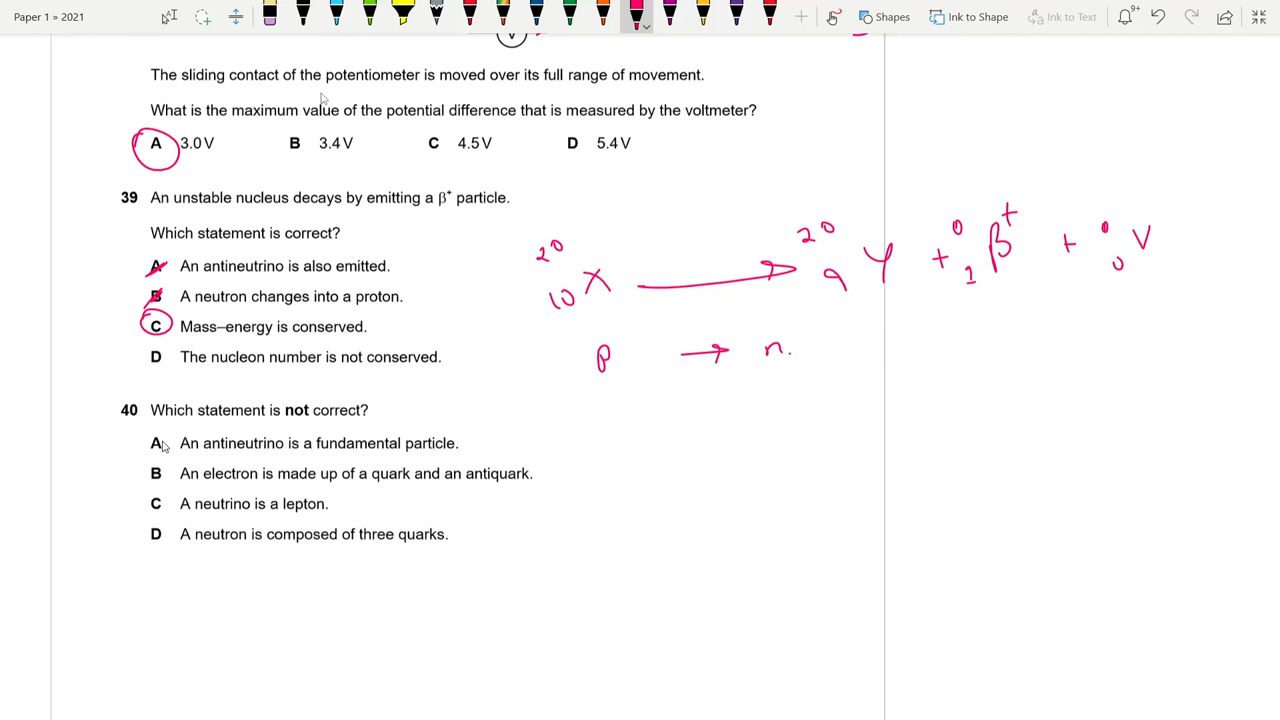 Paper 1 » 2021
Shapes
Ink to Shape
Ink to Text
9+
V
The sliding contact of the potentiometer is moved over its full range of movement.
What is the maximum value of the potential difference that is measured by the voltmeter?
A 3.0 V B 3.4 V C 4.5 V D 5.4 V
39 An unstable nucleus decays by emitting a β⁺ particle.
Which statement is correct?
A An antineutrino is also emitted.
B A neutron changes into a proton.
C Mass–energy is conserved.
D The nucleon number is not conserved.
20 10 X → 20 9 Y + 0 1 β + + 0 0 V
P → n.
40 Which statement is not correct?
A An antineutrino is a fundamental particle.
B An electron is made up of a quark and an antiquark.
C A neutrino is a lepton.
D A neutron is composed of three quarks.